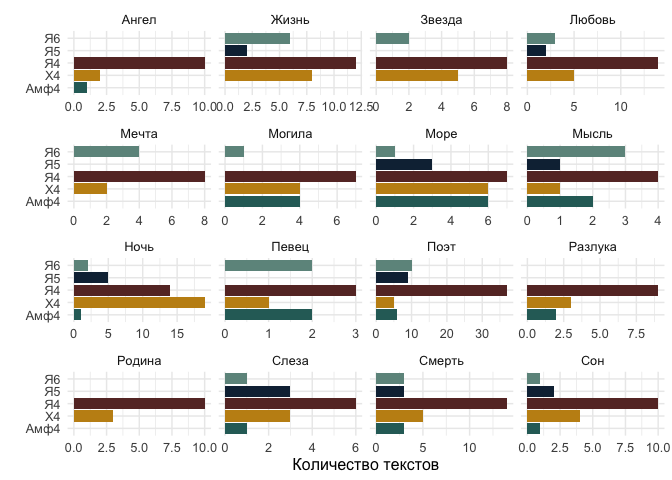 Ангел Жизнь Звезда Любовь
Я6
Я5
Я4
Х4
Амф4
0.0 2.5 5.0 7.5 10.0 0.0 2.5 5.0 7.5 10.0 12.5 0 2 4 6 8 0 5 10
Мечта Могила Море Мысль
Я6
Я5
Я4
Х4
Амф4
0 2 4 6 8 0 2 4 6 0 2 4 6 0 1 2 3 4
Ночь Певец Поэт Разлука
Я6
Я5
Я4
Х4
Амф4
0 5 10 15 0 1 2 3 0 10 20 30 0.0 2.5 5.0 7.5
Родина Слеза Смерть Сон
Я6
Я5
Я4
Х4
Амф4
0.0 2.5 5.0 7.5 10.0 0 2 4 6 0 5 10 0.0 2.5 5.0 7.5 10.0
Количество текстов